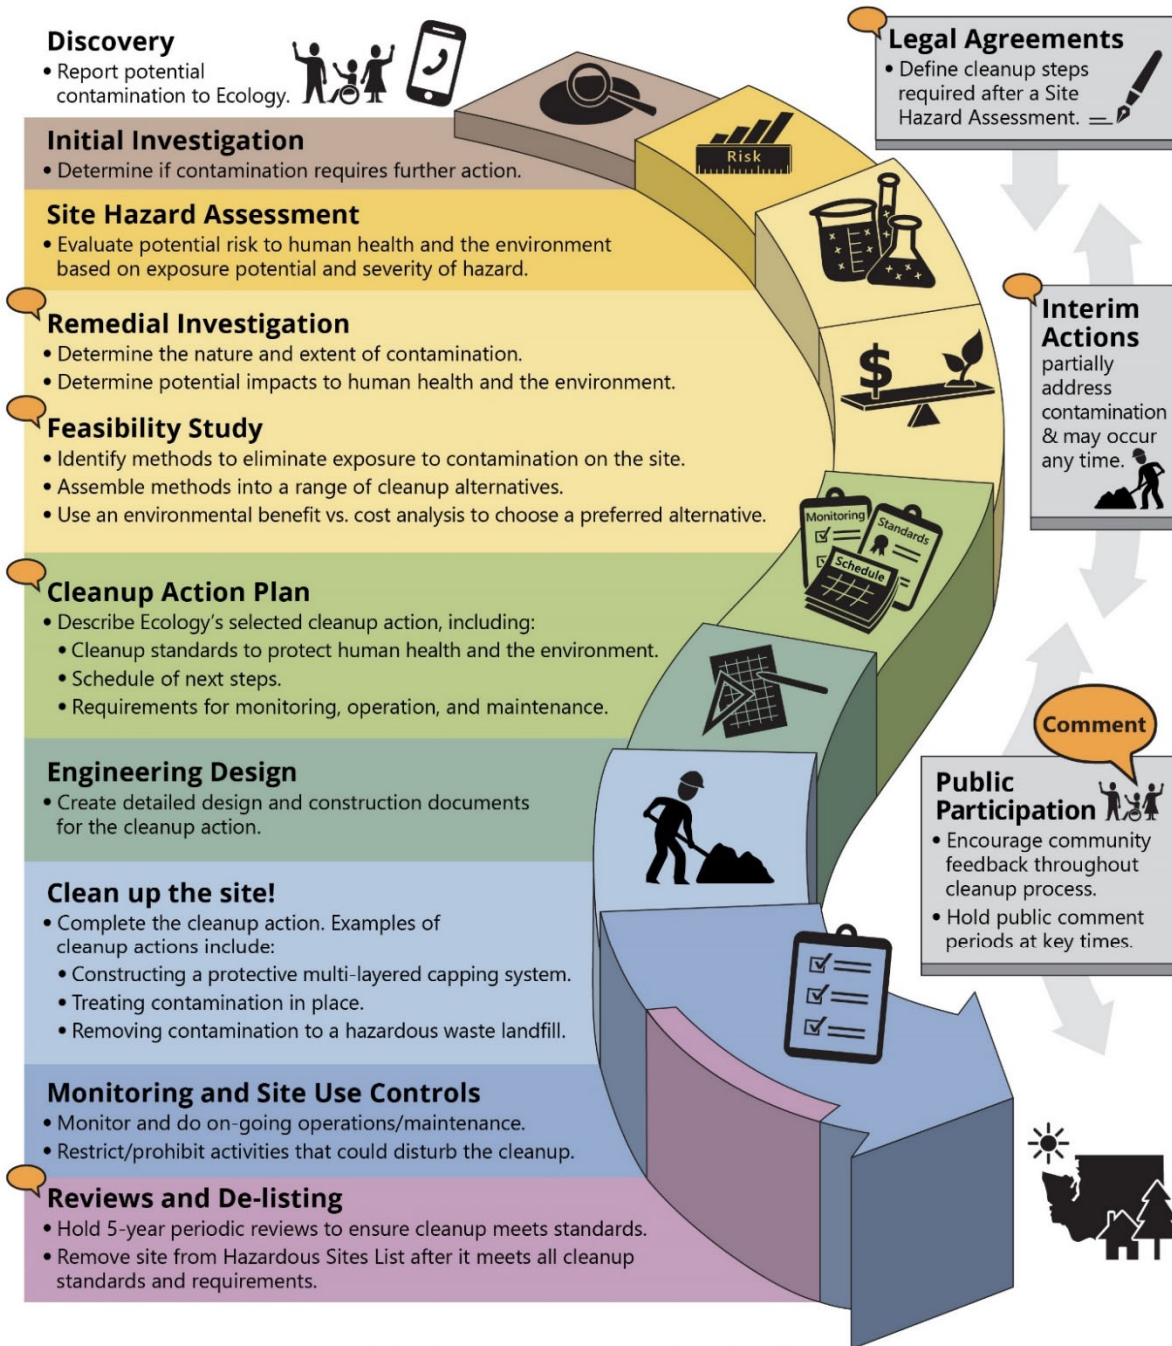 Discovery
• Report potential
contamination to Ecology.
Initial Investigation
• Determine if contamination requires further action.
Site Hazard Assessment
• Evaluate potential risk to human health and the environment
based on exposure potential and severity of hazard.
Remedial Investigation
• Determine the nature and extent of contamination.
• Determine potential impacts to human health and the environment.
Feasibility Study
• Identify methods to eliminate exposure to contamination on the site.
• Assemble methods into a range of cleanup alternatives.
• Use an environmental benefit vs. cost analysis to choose a preferred alternative.
Cleanup Action Plan
• Describe Ecology’s selected cleanup action, including:
• Cleanup standards to protect human health and the environment.
• Schedule of next steps.
• Requirements for monitoring, operation, and maintenance.
Engineering Design
• Create detailed design and construction documents
for the cleanup action.
Clean up the site!
• Complete the cleanup action. Examples of
cleanup actions include:
• Constructing a protective multi-layered capping system.
• Treating contamination in place.
• Removing contamination to a hazardous waste landfill.
Monitoring and Site Use Controls
• Monitor and do on-going operations/maintenance.
• Restrict/prohibit activities that could disturb the cleanup.
Reviews and De-listing
• Hold 5-year periodic reviews to ensure cleanup meets standards.
• Remove site from Hazardous Sites List after it meets all cleanup
standards and requirements.
Risk
$
Monitoring
Standards
Schedule
Legal Agreements
• Define cleanup steps
required after a Site
Hazard Assessment.
Interim
Actions
partially
address
contamination
& may occur
any time.
Comment
Public
Participation
• Encourage community
feedback throughout
cleanup process.
• Hold public comment
periods at key times.